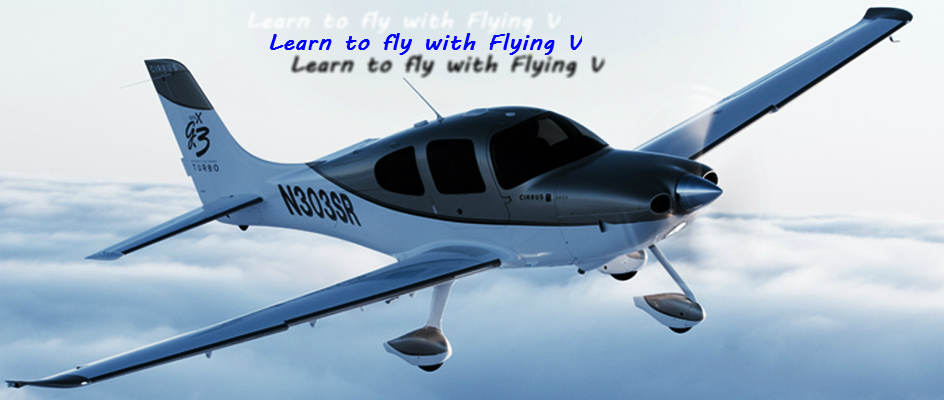 Learn to fly with Flying V
Learn to fly with Flying V
Learn to fly with Flying V
CIRRUS
X
g3
TURBO
N303SR
CIRRUS